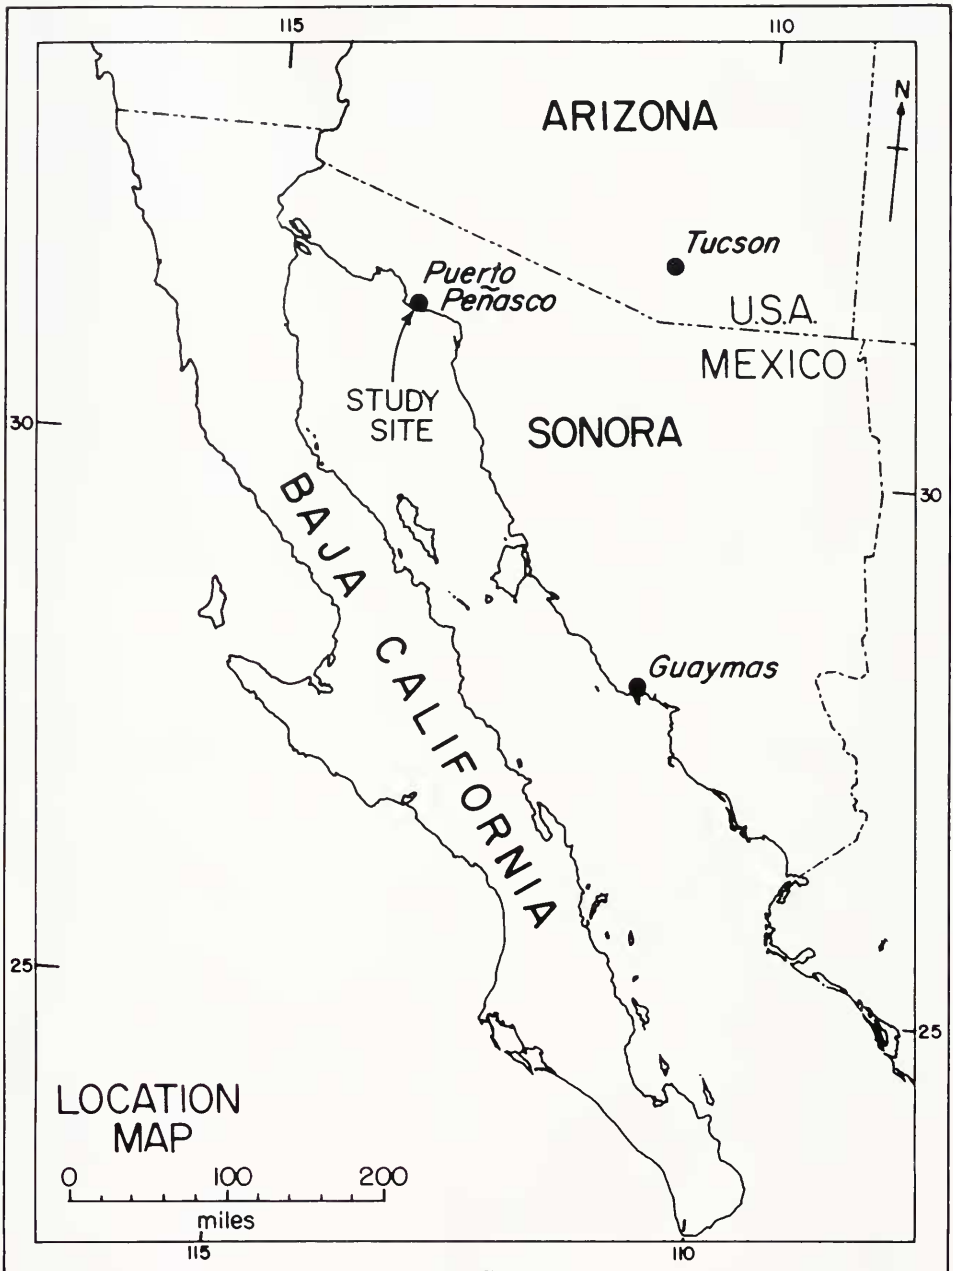 115
110
N
ARIZONA
Tucson
Puerto
Peñasco
U.S.A.
MEXICO
STUDY
SITE
SONORA
30
30
BAJA CALIFORNIA
Guaymas
25
25
LOCATION
MAP
0 100 200
miles
115
110